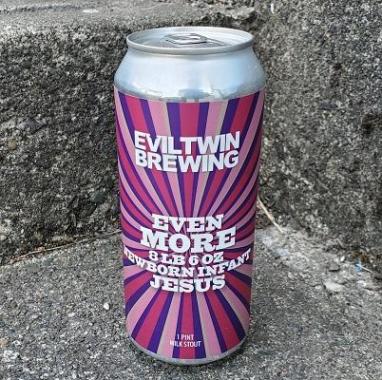 EVILTWIN
BREWING
EVEN
MORE
8 LB 6 OZ
NEWBORN INFANT
JESUS
1 PINT
MILK STOUT